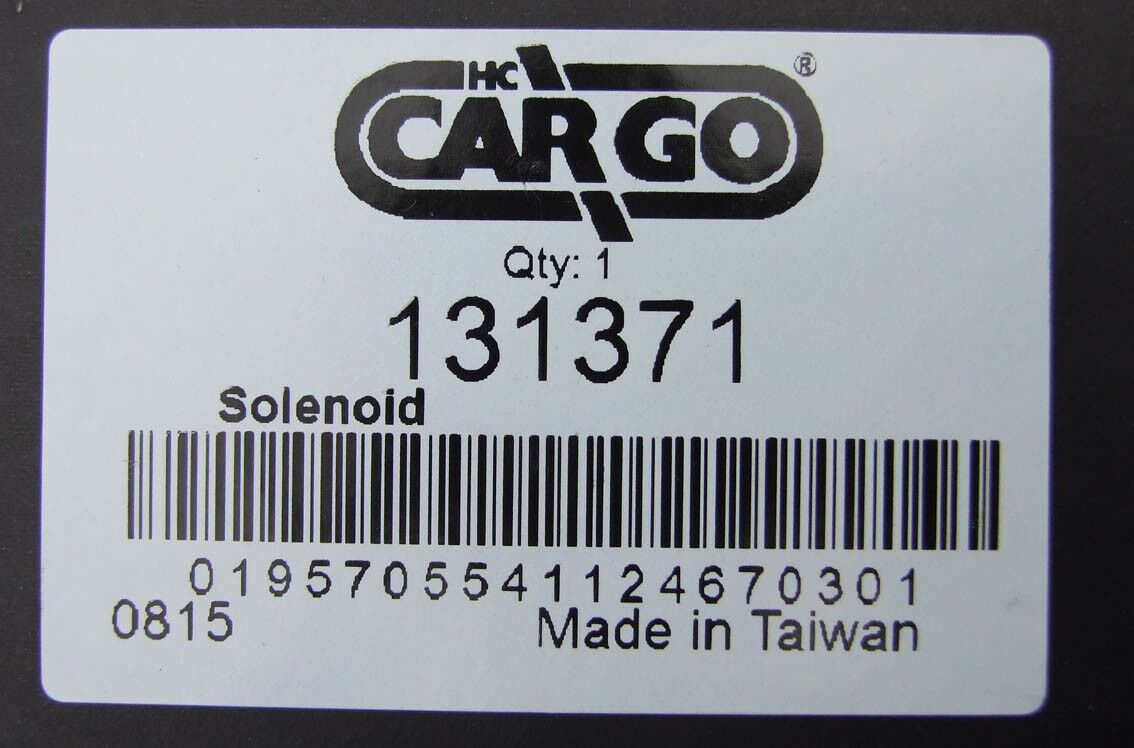 HC
CARGO®
Qty: 1
131371
Solenoid
0195705541124670301
0815
Made in Taiwan